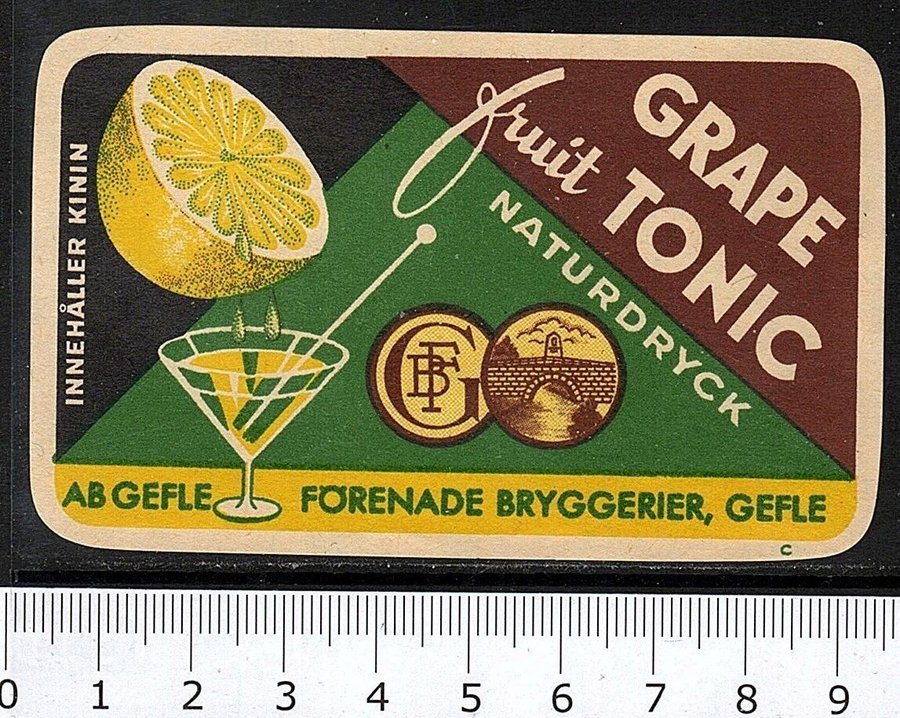 INNEHÅLLER KININ
fruit
GRAPE
TONIC
NATURDRYCK
GFB
AB GEFLE FÖRENADE BRYGGERIER, GEFLE
C
0 1 2 3 4 5 6 7 8 9